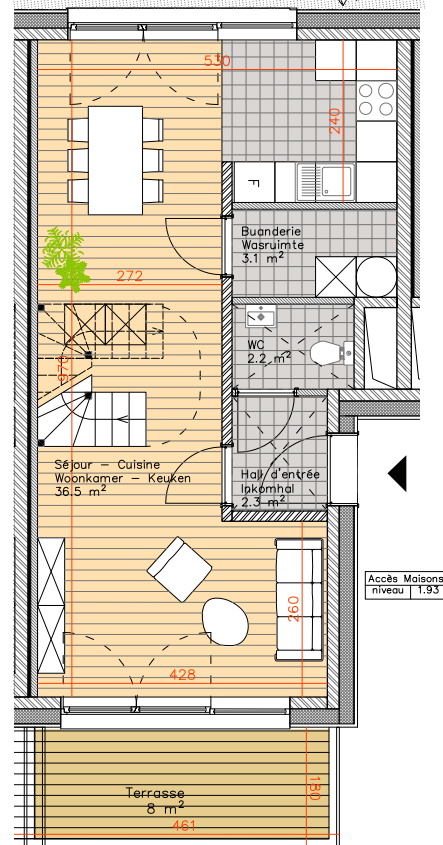 530
240
F
Buanderie
Wasruimte
3.1 m²
272
WC
2.2 m²
970
Séjour – Cuisine
Woonkamer – Keuken
36.5 m²
Hall d'entrée
Inkomhal
2.3 m²
Accès Maisons
niveau 1.93
260
428
Terrasse
8 m²
180
461